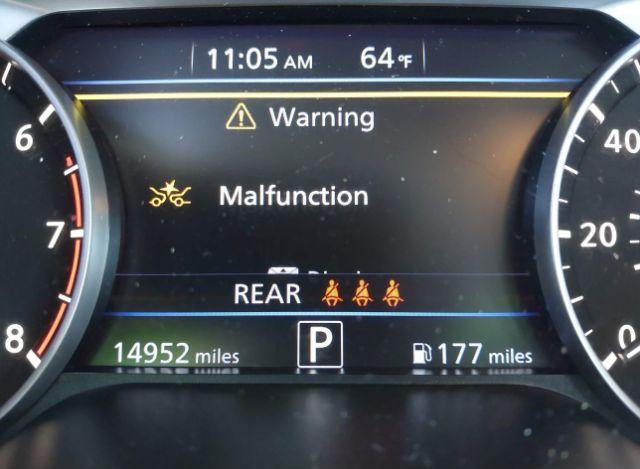 11:05 AM 64°F
Warning
6
40
Malfunction
7
20
REAR
8
14952 miles P 177 miles
0